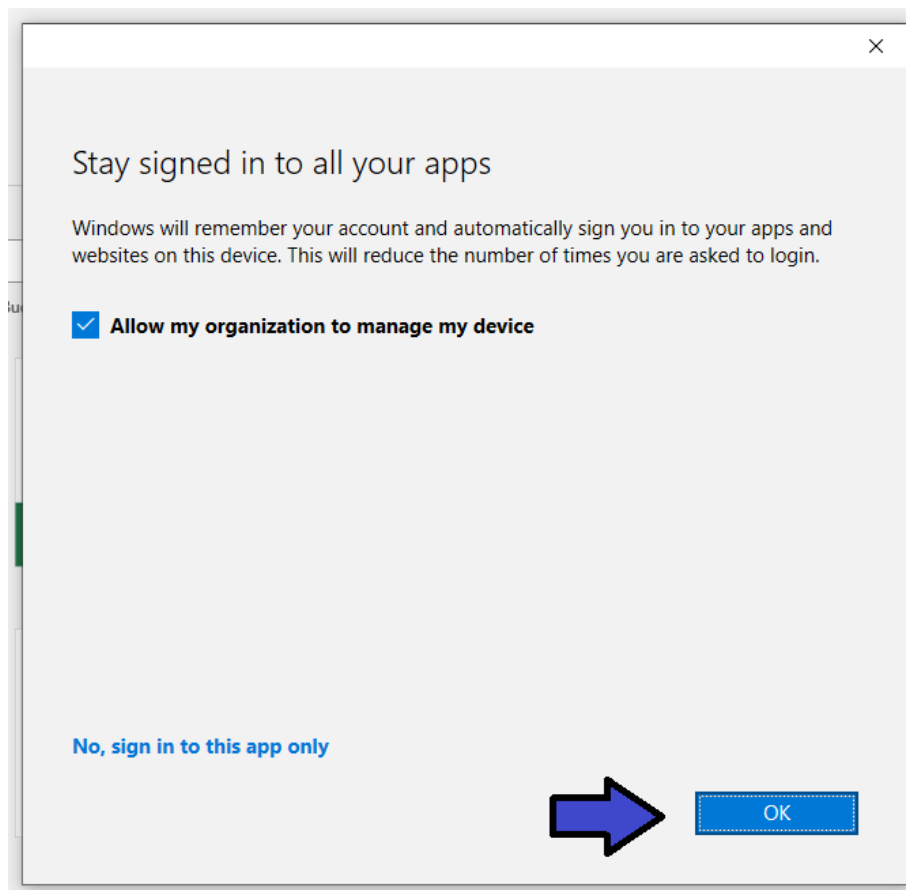 Stay signed in to all your apps
Windows will remember your account and automatically sign you in to your apps and
websites on this device. This will reduce the number of times you are asked to login.
Allow my organization to manage my device
No, sign in to this app only
OK